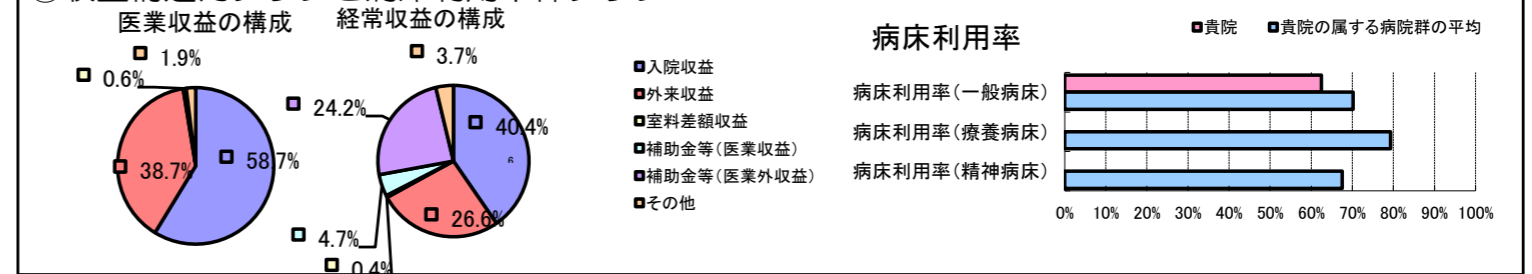 医業収益の構成
1.9%
0.6%
38.7%
58.7%
経常収益の構成
3.7%
24.2%
40.4%
6
26.6%
4.7%
0.4%
入院収益
外来収益
室料差額収益
補助金等(医業収益)
補助金等(医業外収益)
その他
病床利用率
貴院 貴院の属する病院群の平均
病床利用率(一般病床)
病床利用率(療養病床)
病床利用率(精神病床)
0% 10% 20% 30% 40% 50% 60% 70% 80% 90% 100%